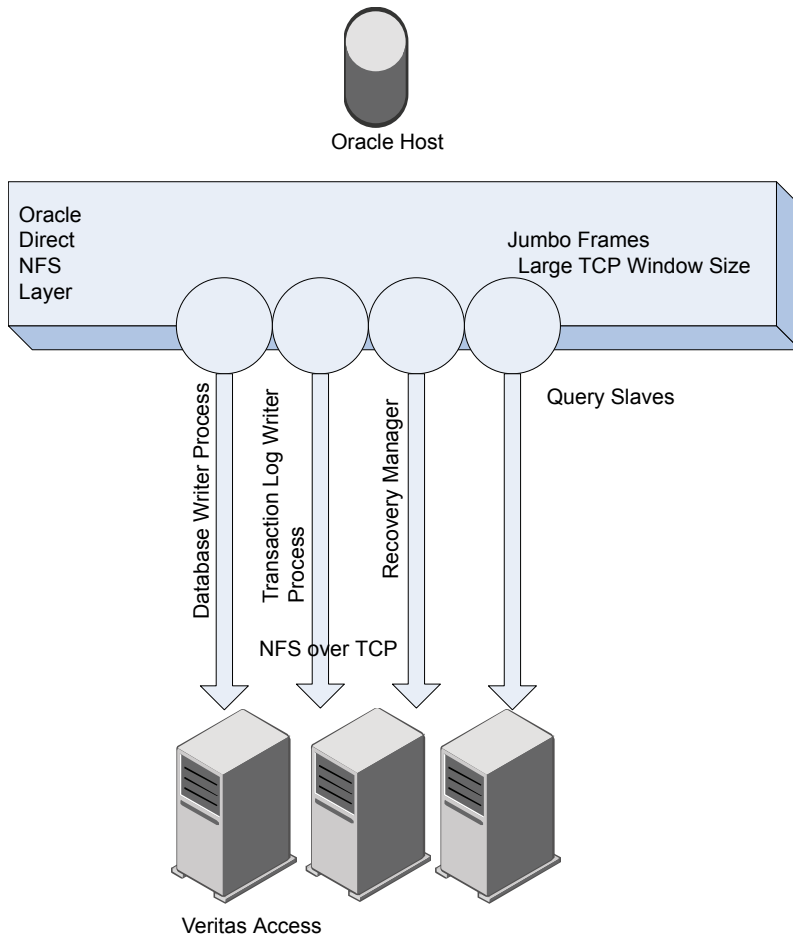 Oracle Host
Oracle
Direct
NFS
Layer
Jumbo Frames
Large TCP Window Size
Database Writer Process
Transaction Log Writer
Process
Recovery Manager
Query Slaves
NFS over TCP
Veritas Access